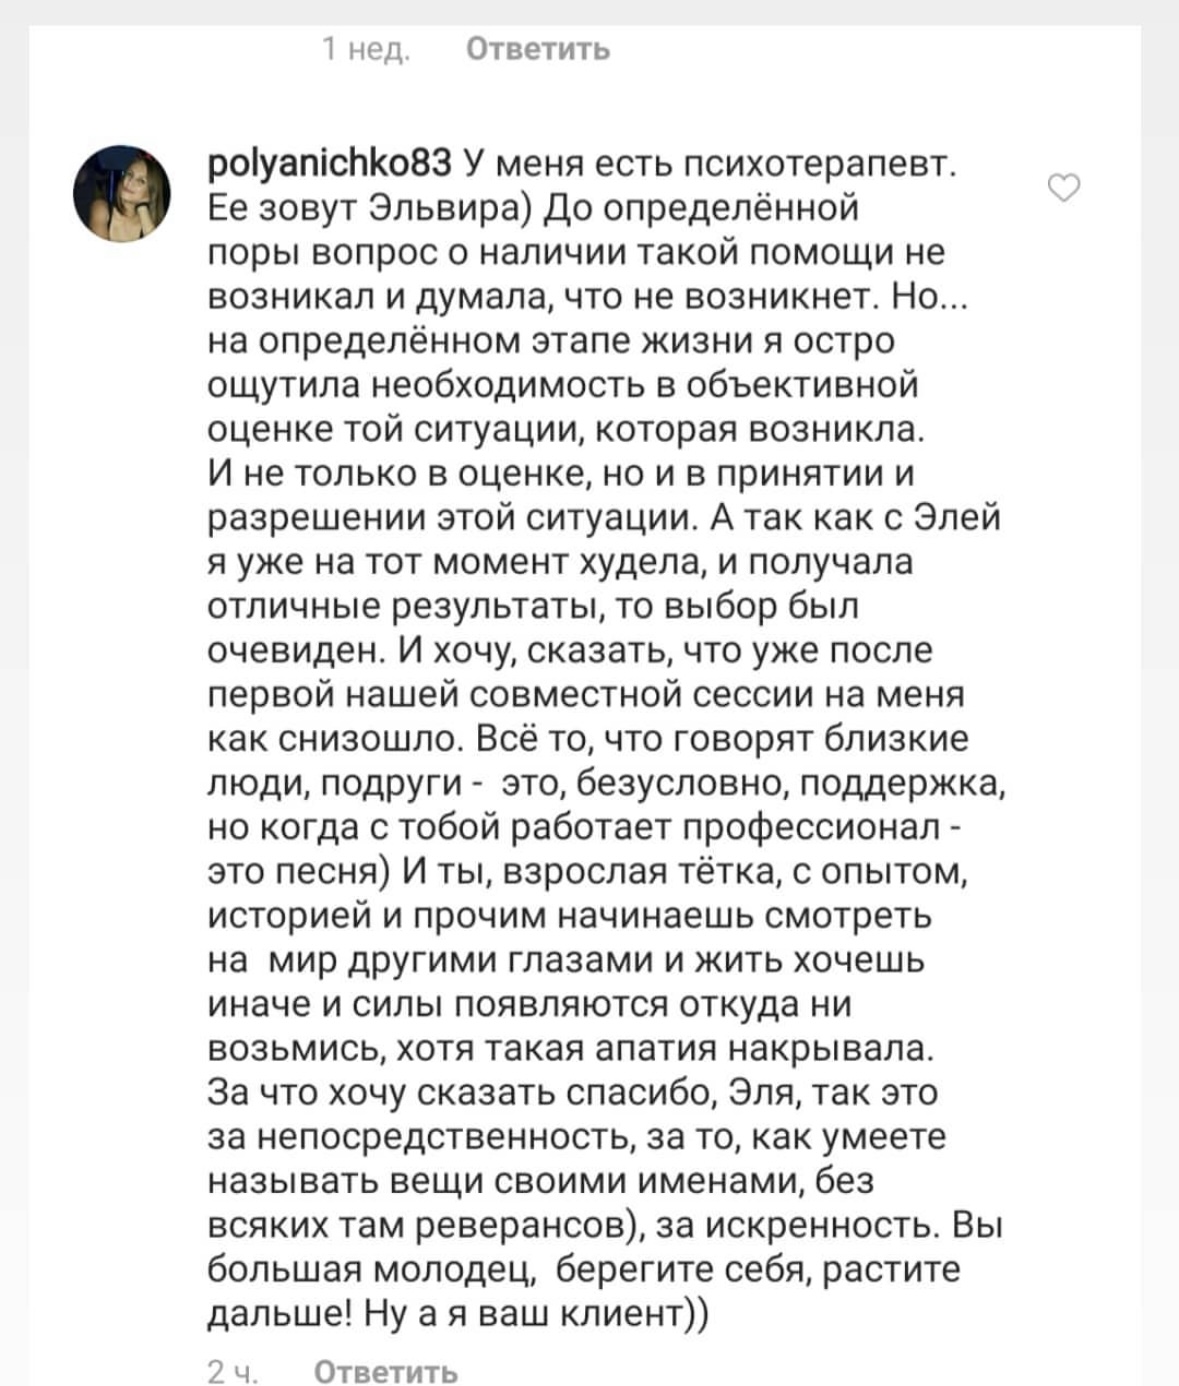 1 нед. Ответить
polyanichko83 У меня есть психотерапевт.
Ее зовут Эльвира) До определённой
поры вопрос о наличии такой помощи не
возникал и думала, что не возникнет. Но...
на определённом этапе жизни я остро
ощутила необходимость в объективной
оценке той ситуации, которая возникла.
И не только в оценке, но и в принятии и
разрешении этой ситуации. А так как с Элей
я уже на тот момент худела, и получала
отличные результаты, то выбор был
очевиден. И хочу, сказать, что уже после
первой нашей совместной сессии на меня
как снизошло. Всё то, что говорят близкие
люди, подруги -  это, безусловно, поддержка,
но когда с тобой работает профессионал -
это песня) И ты, взрослая тётка, с опытом,
историей и прочим начинаешь смотреть
на  мир другими глазами и жить хочешь
иначе и силы появляются откуда ни
возьмись, хотя такая апатия накрывала.
За что хочу сказать спасибо, Эля, так это
за непосредственность, за то, как умеете
называть вещи своими именами, без
всяких там реверансов), за искренность. Вы
большая молодец,  берегите себя, растите
дальше! Ну а я ваш клиент))
2 ч. Ответить